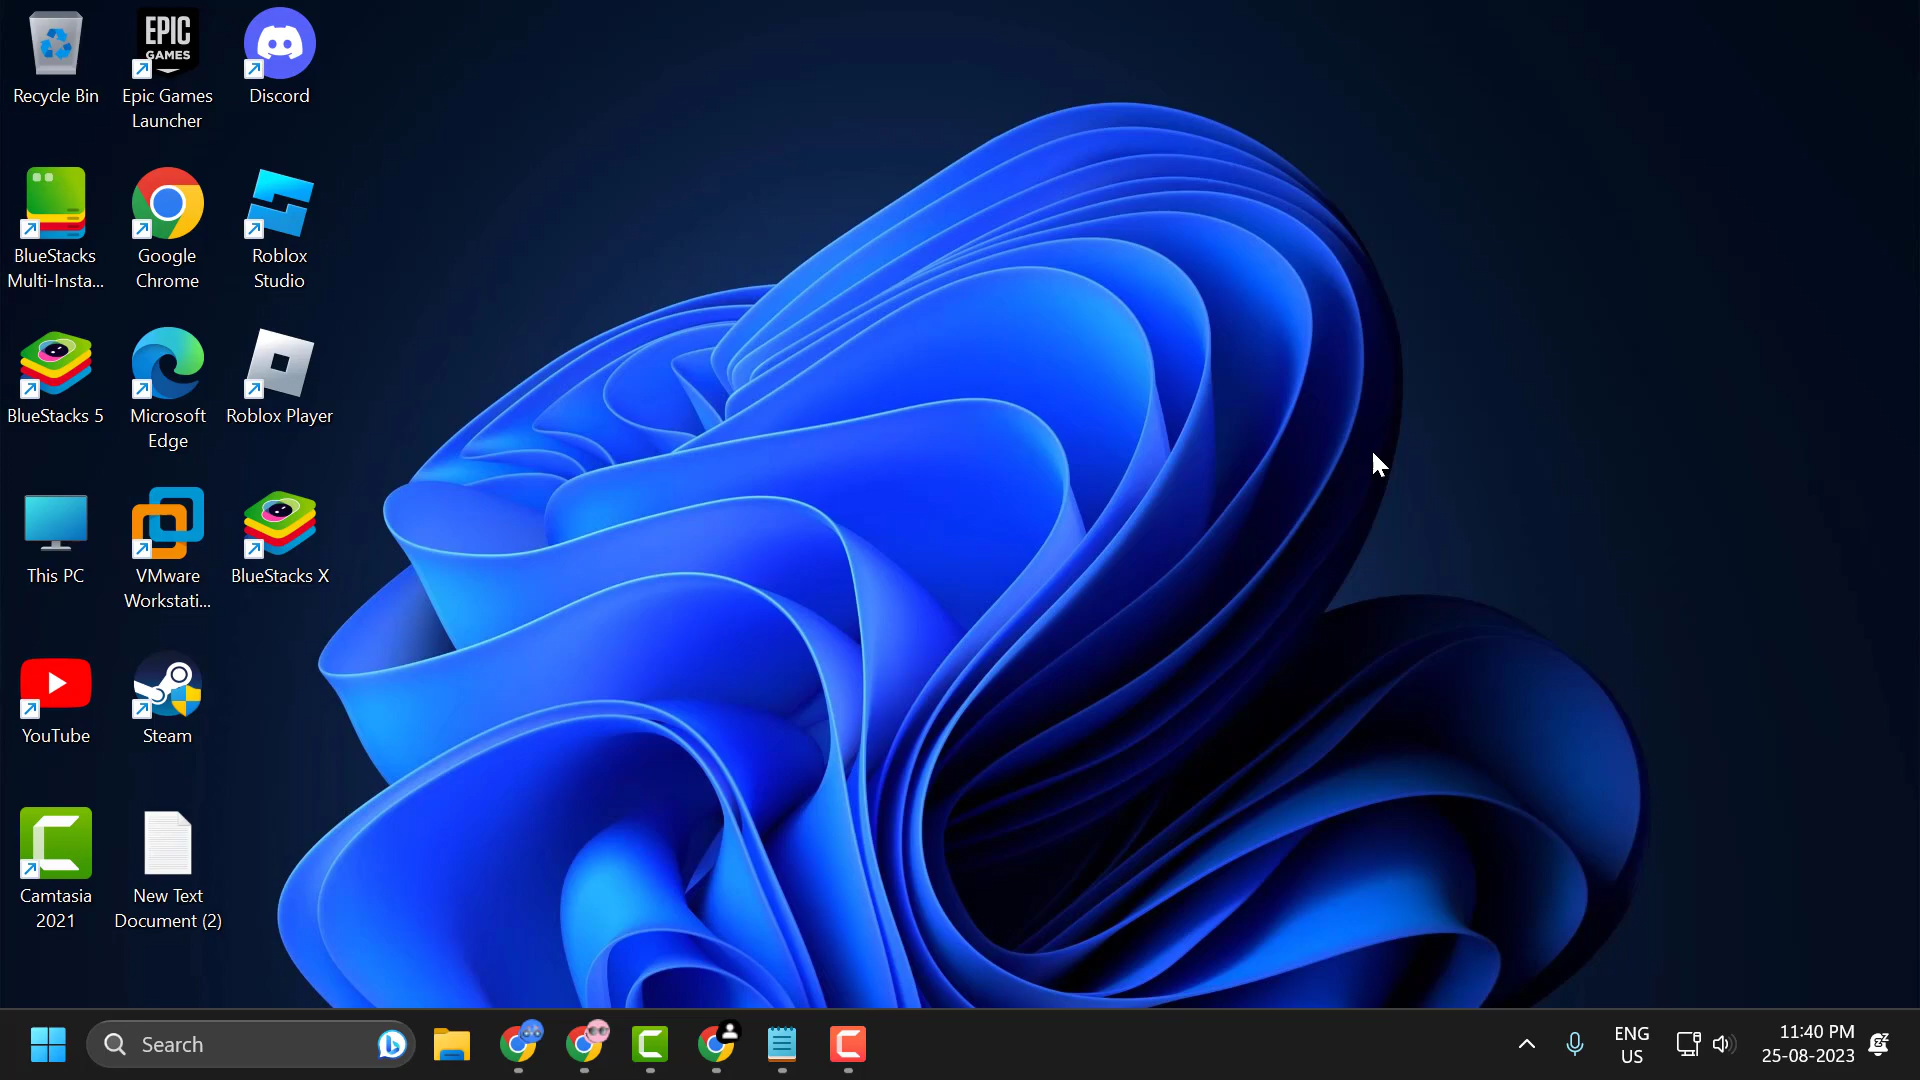 EPIC
GAMES
Recycle Bin
Epic Games
Launcher
Discord
BlueStacks
Multi-Insta...
Google
Chrome
Roblox
Studio
BlueStacks 5
Microsoft
Edge
Roblox Player
This PC
VMware
Workstati...
BlueStacks X
YouTube
Steam
Camtasia
2021
New Text
Document (2)
Search
ENG
US
11:40 PM
25-08-2023